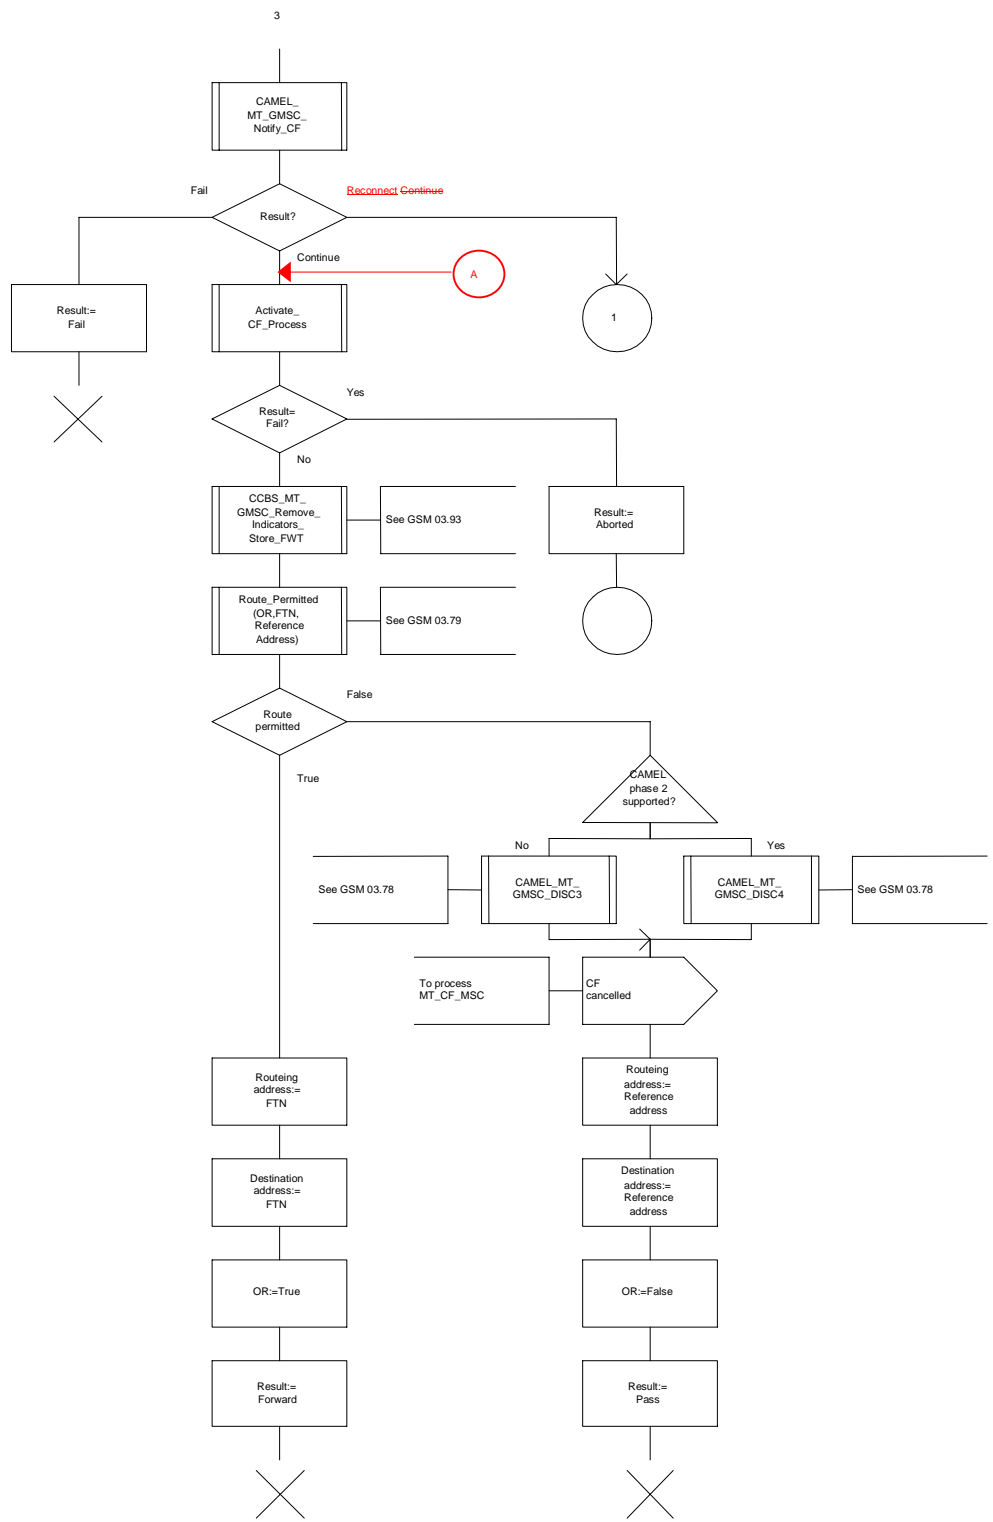 3
CAMEL_
MT_GMSC_
Notify_CF
Fail
Reconnect Continue
Result?
Continue
A
Result:=
Fail
Activate_
CF_Process
1
Yes
Result=
Fail?
No
CCBS_MT_
GMSC_Remove_
Indicators_
Store_FWT
See GSM 03.93
Result:=
Aborted
Route_Permitted
(OR,FTN,
Reference
Address)
See GSM 03.79
False
Route
permitted
True
CAMEL
phase 2
supported?
No
Yes
See GSM 03.78
CAMEL_MT_
GMSC_DISC3
CAMEL_MT_
GMSC_DISC4
See GSM 03.78
To process
MT_CF_MSC
CF
cancelled
Routeing
address:=
FTN
Routeing
address:=
Reference
address
Destination
address:=
FTN
Destination
address:=
Reference
address
OR:=True
OR:=False
Result:=
Forward
Result:=
Pass